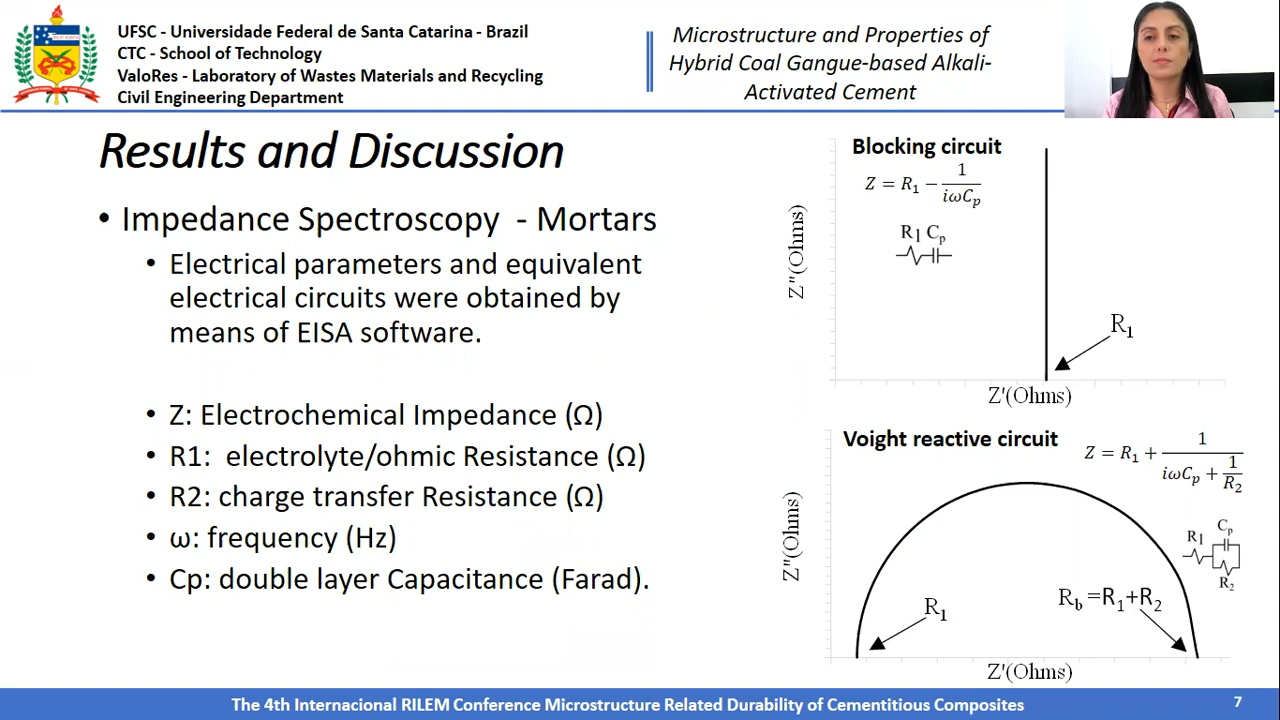 UFSC - Universidade Federal de Santa Catarina - Brazil
CTC - School of Technology
ValoRes - Laboratory of Wastes Materials and Recycling
Civil Engineering Department
Microstructure and Properties of
Hybrid Coal Gangue-based Alkali-
Activated Cement
Results and Discussion
• Impedance Spectroscopy - Mortars
• Electrical parameters and equivalent
electrical circuits were obtained by
means of EISA software.
• Z: Electrochemical Impedance (Ω)
• R1: electrolyte/ohmic Resistance (Ω)
• R2: charge transfer Resistance (Ω)
• ω: frequency (Hz)
• Cp: double layer Capacitance (Farad).
Blocking circuit
Z = R₁ − 1/(iωCₚ)
R₁ Cₚ
Z"(Ohms)
R₁
Z'(Ohms)
Voight reactive circuit
Z = R₁ + 1/(iωCₚ + 1/R₂)
Z"(Ohms)
Cₚ
R₁
R₂
R₁
R_b =R₁+R₂
Z'(Ohms)
The 4th International RILEM Conference Microstructure Related Durability of Cementitious Composites
7